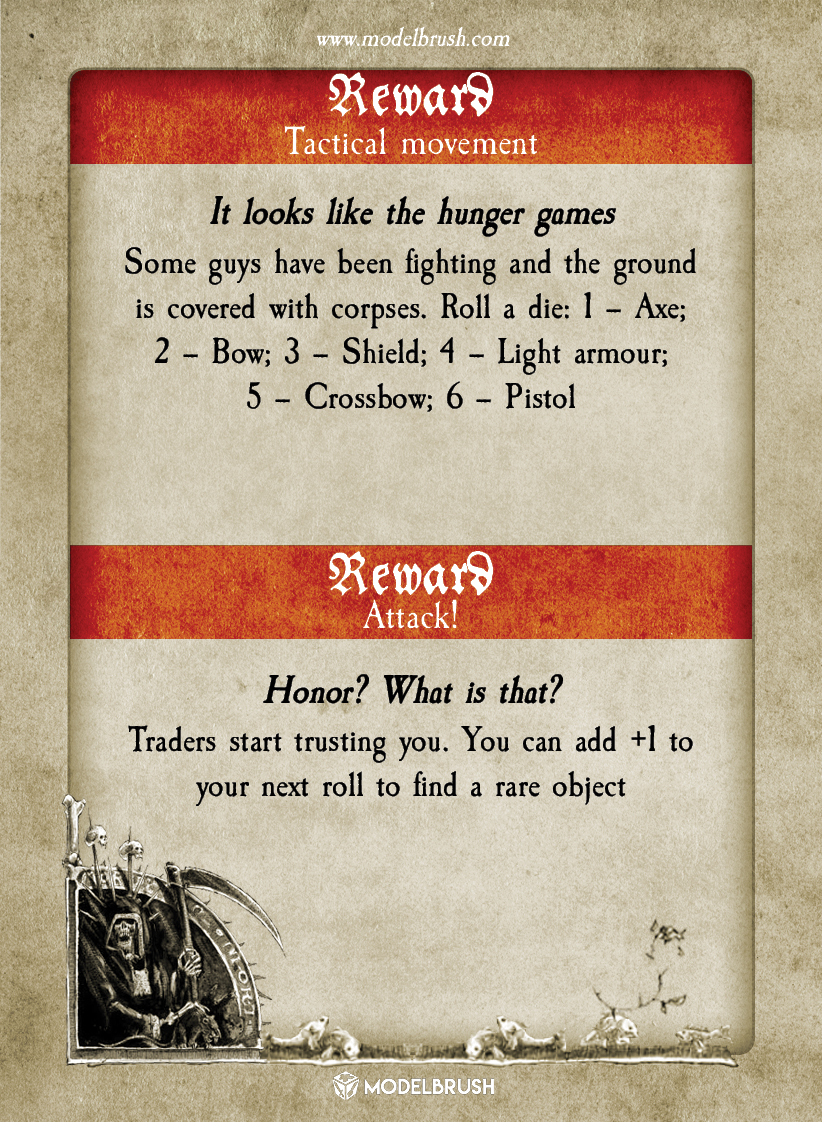 www.modelbrush.com
Reward
Tactical movement
It looks like the hunger games
Some guys have been fighting and the ground
is covered with corpses. Roll a die: 1 – Axe;
2 – Bow; 3 – Shield; 4 – Light armour;
5 – Crossbow; 6 – Pistol
Reward
Attack!
Honor? What is that?
Traders start trusting you. You can add +1 to
your next roll to find a rare object
MODELBRUSH